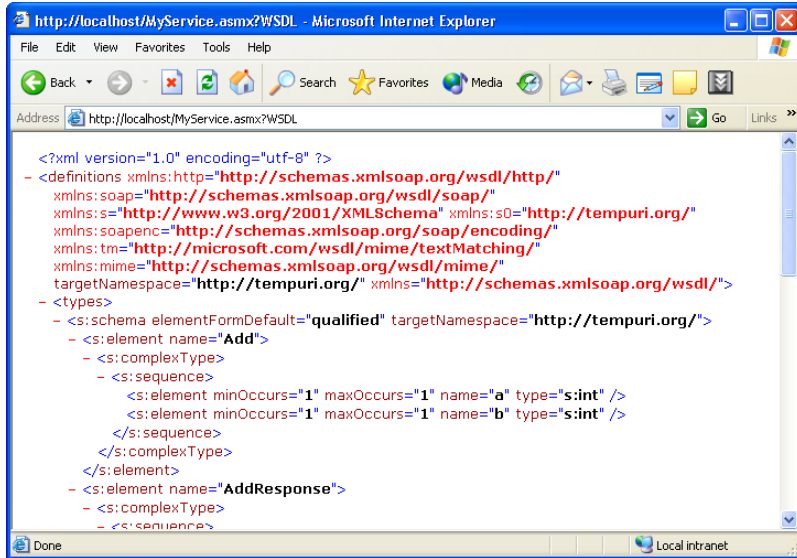 http://localhost/MyService.asmx?WSDL - Microsoft Internet Explorer
File Edit View Favorites Tools Help
Back Search Favorites Media
Address http://localhost/MyService.asmx?WSDL Go Links »
<?xml version="1.0" encoding="utf-8" ?>
- <definitions xmlns:http="http://schemas.xmlsoap.org/wsdl/http/"
xmlns:soap="http://schemas.xmlsoap.org/wsdl/soap/"
xmlns:s="http://www.w3.org/2001/XMLSchema" xmlns:s0="http://tempuri.org/"
xmlns:soapenc="http://schemas.xmlsoap.org/soap/encoding/"
xmlns:tm="http://microsoft.com/wsdl/mime/textMatching/"
xmlns:mime="http://schemas.xmlsoap.org/wsdl/mime/"
targetNamespace="http://tempuri.org/" xmlns="http://schemas.xmlsoap.org/wsdl/">
- <types>
- <s:schema elementFormDefault="qualified" targetNamespace="http://tempuri.org/">
- <s:element name="Add">
- <s:complexType>
- <s:sequence>
<s:element minOccurs="1" maxOccurs="1" name="a" type="s:int" />
<s:element minOccurs="1" maxOccurs="1" name="b" type="s:int" />
</s:sequence>
</s:complexType>
</s:element>
- <s:element name="AddResponse">
- <s:complexType>
- <s:sequence>
Done Local intranet